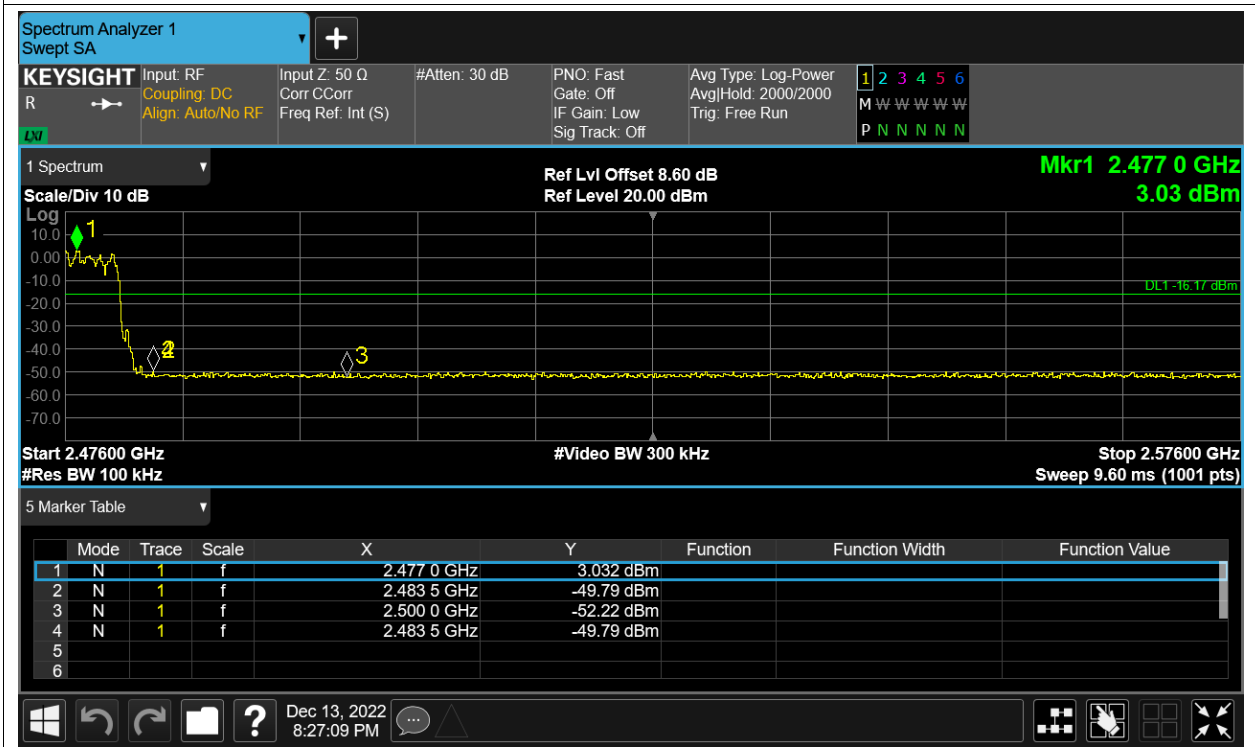 Spectrum Analyzer 1
Swept SA
KEYSIGHT Input: RF Input Z: 50 Ω #Atten: 30 dB PNO: Fast Avg Type: Log-Power 1 2 3 4 5 6
R Coupling: DC Corr CCorr Gate: Off Avg|Hold: 2000/2000 M W W W W W
Align: Auto/No RF Freq Ref: Int (S) IF Gain: Low Trig: Free Run
LXI Sig Track: Off P N N N N N
1 Spectrum Ref Lvl Offset 8.60 dB Mkr1 2.477 0 GHz
Scale/Div 10 dB Ref Level 20.00 dBm 3.03 dBm
Log
10.0 1
0.00
-10.0
DL1 -16.17 dBm
-20.0
-30.0
-40.0 2 3
-50.0
-60.0
-70.0
Start 2.47600 GHz #Video BW 300 kHz Stop 2.57600 GHz
#Res BW 100 kHz Sweep 9.60 ms (1001 pts)
5 Marker Table
Mode Trace Scale X Y Function Function Width Function Value
1 N 1 f 2.477 0 GHz 3.032 dBm
2 N 1 f 2.483 5 GHz -49.79 dBm
3 N 1 f 2.500 0 GHz -52.22 dBm
4 N 1 f 2.483 5 GHz -49.79 dBm
5
6
? Dec 13, 2022
8:27:09 PM